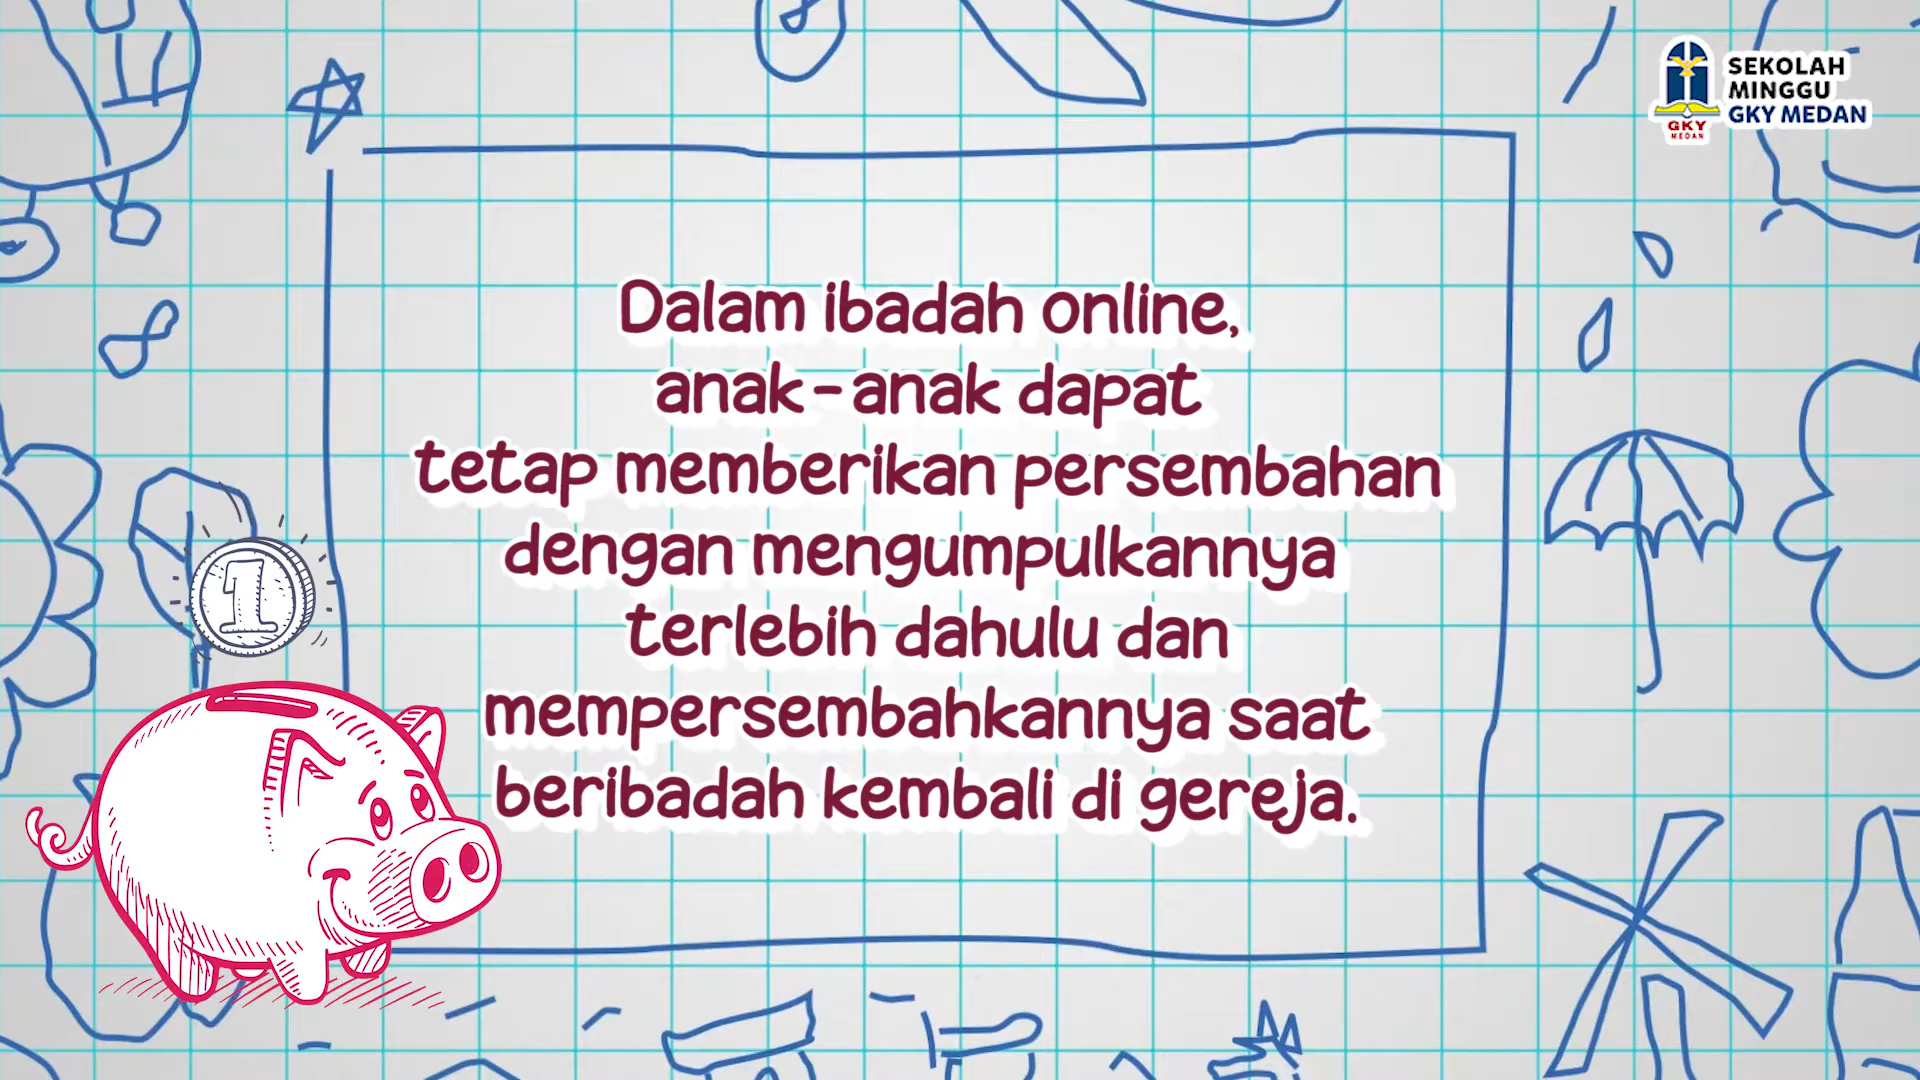 SEKOLAH
MINGGU
GKY MEDAN
GKY
MEDAN
Dalam ibadah online,
anak-anak dapat
tetap memberikan persembahan
dengan mengumpulkannya
terlebih dahulu dan
mempersembahkannya saat
beribadah kembali di gereja.
1